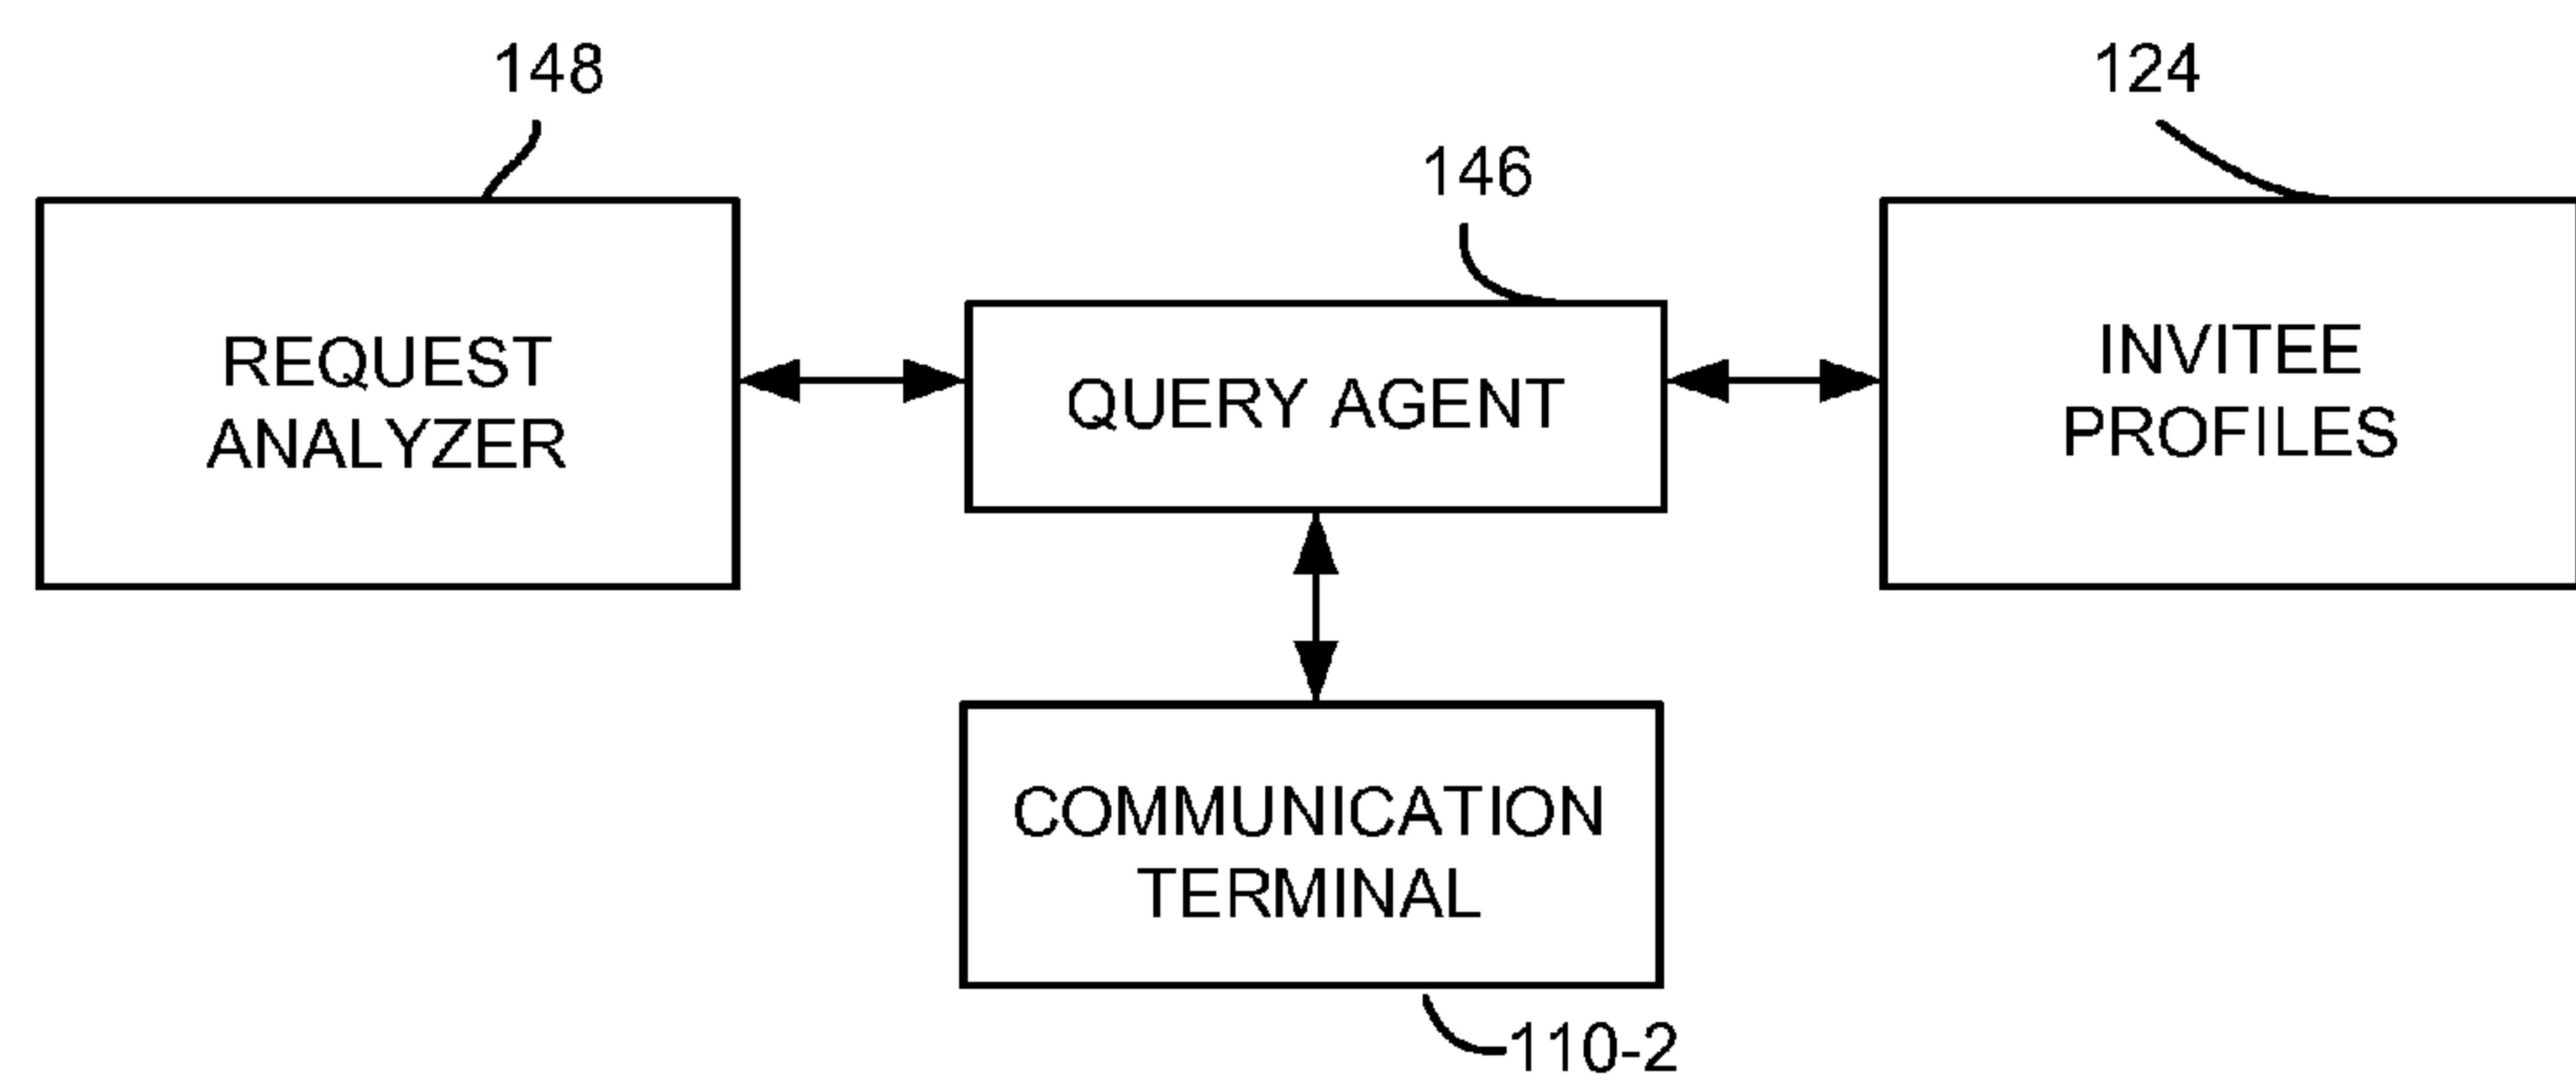 148
124
146
REQUEST
ANALYZER
QUERY AGENT
INVITEE
PROFILES
COMMUNICATION
TERMINAL
110-2